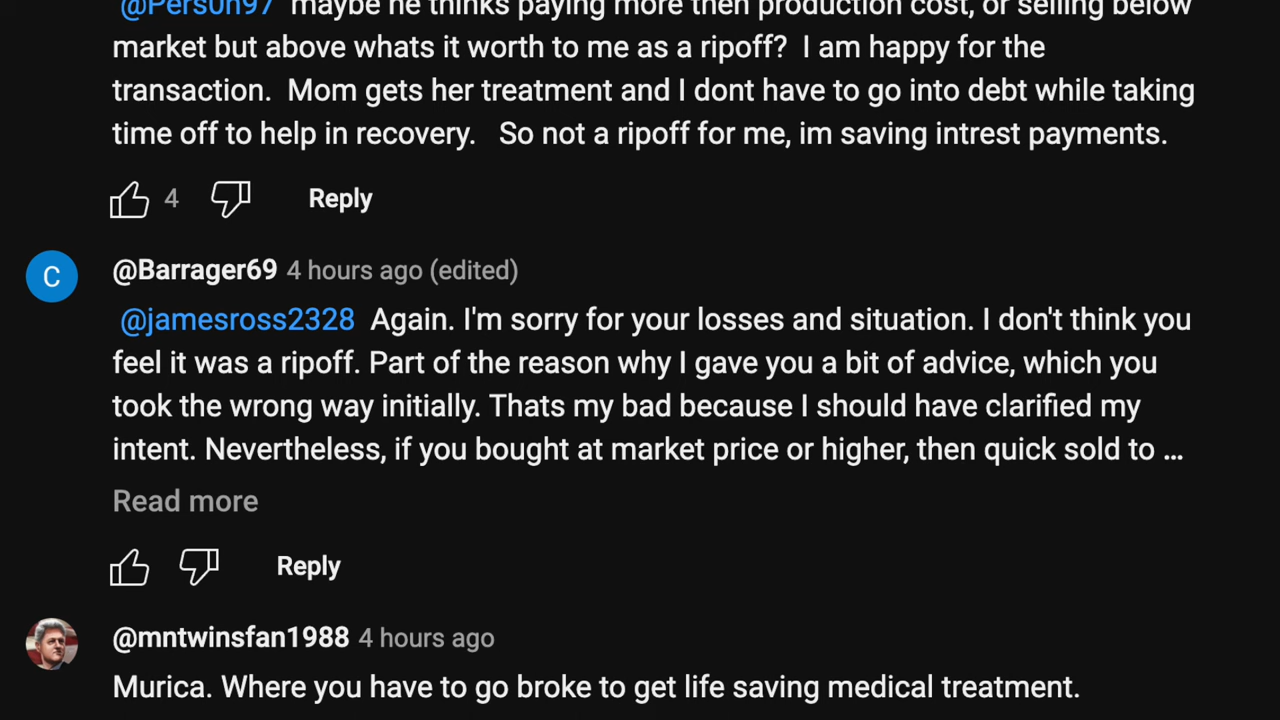 @Pers0n97 maybe he thinks paying more then production cost, or selling below
market but above whats it worth to me as a ripoff?  I am happy for the
transaction.  Mom gets her treatment and I dont have to go into debt while taking
time off to help in recovery.   So not a ripoff for me, im saving intrest payments.
4 Reply
C
@Barrager69 4 hours ago (edited)
@jamesross2328 Again. I'm sorry for your losses and situation. I don't think you
feel it was a ripoff. Part of the reason why I gave you a bit of advice, which you
took the wrong way initially. Thats my bad because I should have clarified my
intent. Nevertheless, if you bought at market price or higher, then quick sold to ...
Read more
Reply
@mntwinsfan1988 4 hours ago
Murica. Where you have to go broke to get life saving medical treatment.